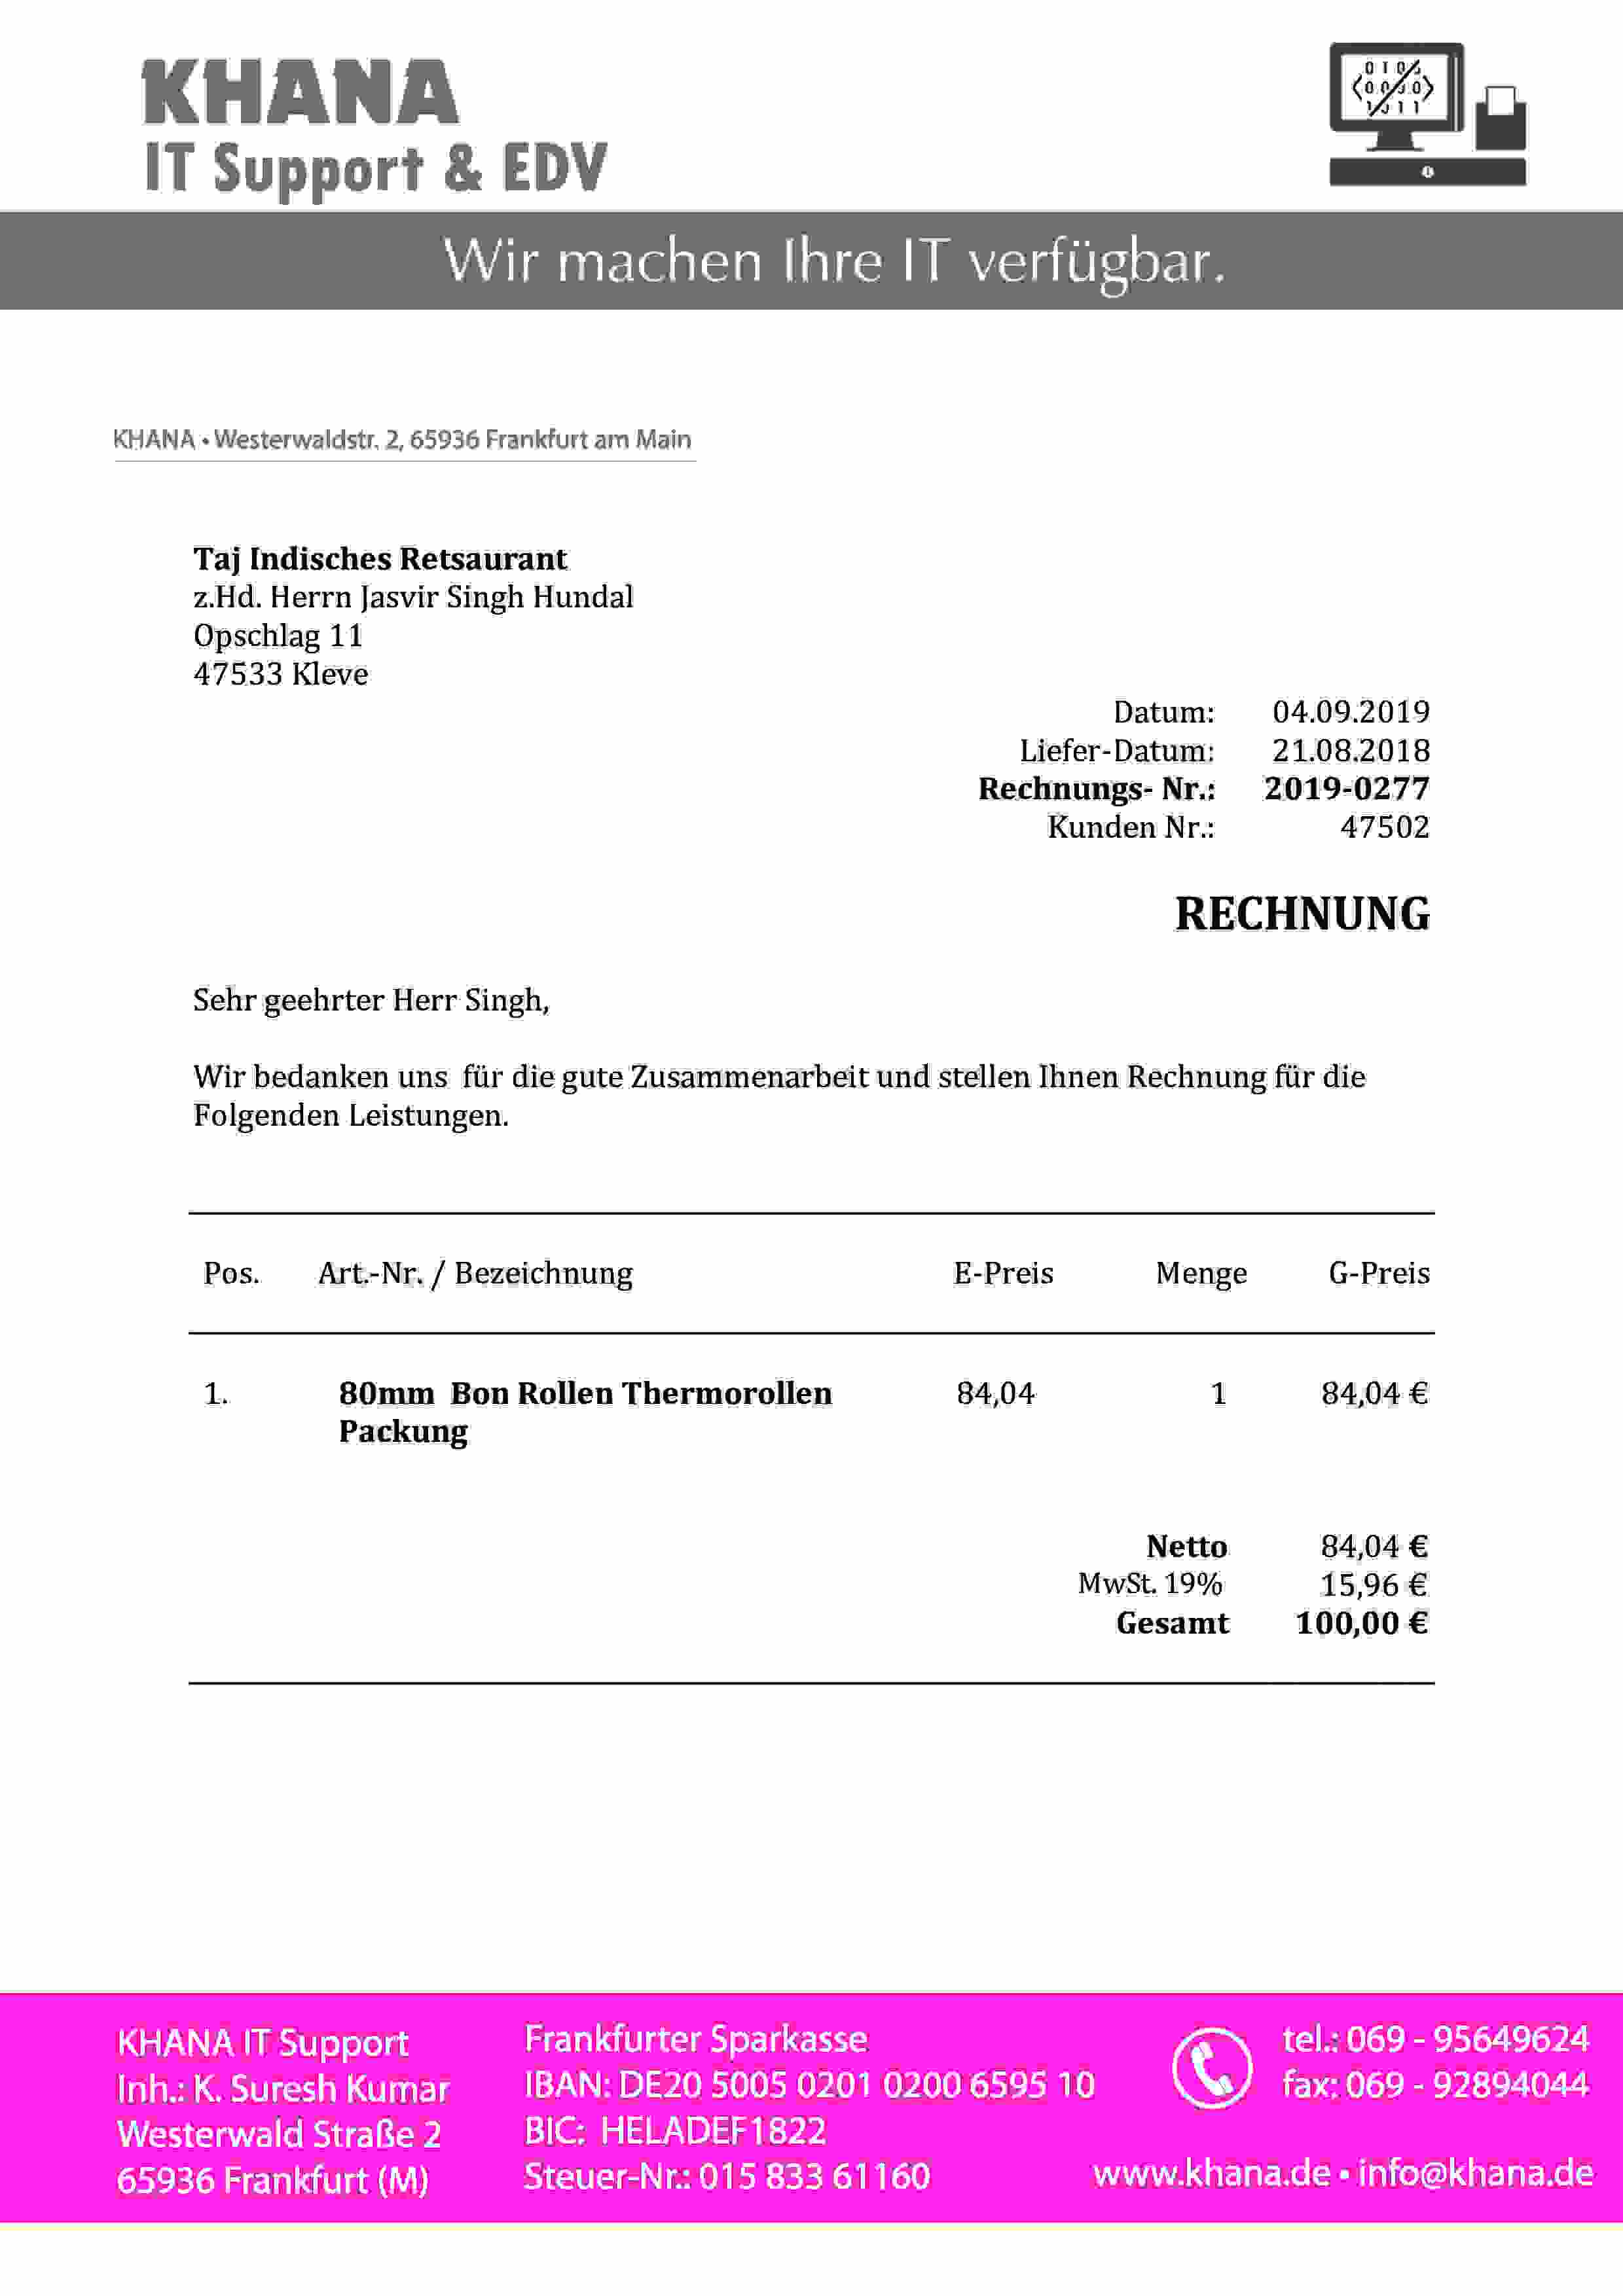 KHANA
IT Support & EDV
Wir machen Ihre IT verfügbar.
KHANA • Westerwaldstr. 2, 65936 Frankfurt am Main
Taj Indisches Retsaurant
z.Hd. Herrn Jasvir Singh Hundal
Opschlag 11
47533 Kleve
Datum: 04.09.2019
Liefer-Datum: 21.08.2018
Rechnungs- Nr.: 2019-0277
Kunden Nr.: 47502
RECHNUNG
Sehr geehrter Herr Singh,
Wir bedanken uns für die gute Zusammenarbeit und stellen Ihnen Rechnung für die
Folgenden Leistungen.
Pos. Art.-Nr. / Bezeichnung E-Preis Menge G-Preis
1. 80mm Bon Rollen Thermorollen 84,04 1 84,04 €
Packung
Netto 84,04 €
MwSt. 19% 15,96 €
Gesamt 100,00 €
KHANA IT Support
Inh.: K. Suresh Kumar
Westerwald Straße 2
65936 Frankfurt (M)
Frankfurter Sparkasse
IBAN: DE20 5005 0201 0200 6595 10
BIC: HELADEF1822
Steuer-Nr.: 015 833 61160
tel.: 069 - 95649624
fax: 069 - 92894044
www.khana.de • info@khana.de